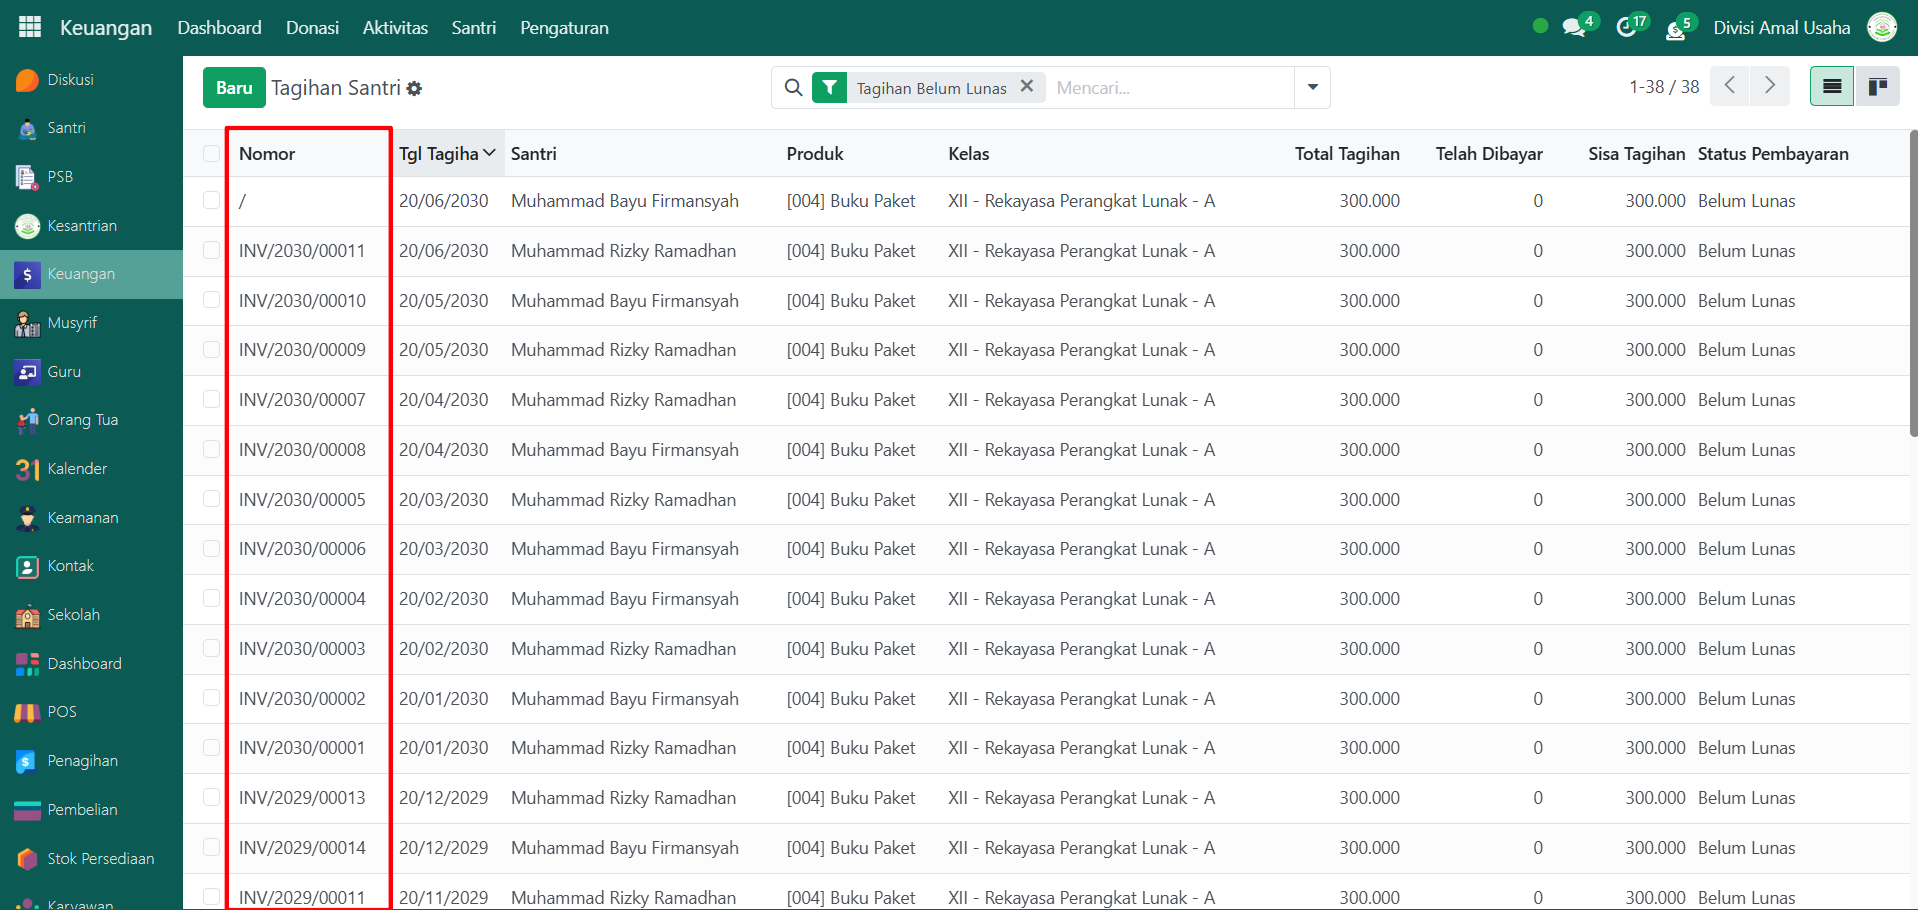 Keuangan Dashboard Donasi Aktivitas Santri Pengaturan 4 17 5 Divisi Amal Usaha
Diskusi
Santri
PSB
Kesantrian
Keuangan
Musyrif
Guru
Orang Tua
31 Kalender
Keamanan
Kontak
Sekolah
Dashboard
POS
Penagihan
Pembelian
Stok Persediaan
Karyawan
Baru Tagihan Santri Tagihan Belum Lunas Mencari... 1-38 / 38
Nomor Tgl Tagiha Santri Produk Kelas Total Tagihan Telah Dibayar Sisa Tagihan Status Pembayaran
/ 20/06/2030 Muhammad Bayu Firmansyah [004] Buku Paket XII - Rekayasa Perangkat Lunak - A 300.000 0 300.000 Belum Lunas
INV/2030/00011 20/06/2030 Muhammad Rizky Ramadhan [004] Buku Paket XII - Rekayasa Perangkat Lunak - A 300.000 0 300.000 Belum Lunas
INV/2030/00010 20/05/2030 Muhammad Bayu Firmansyah [004] Buku Paket XII - Rekayasa Perangkat Lunak - A 300.000 0 300.000 Belum Lunas
INV/2030/00009 20/05/2030 Muhammad Rizky Ramadhan [004] Buku Paket XII - Rekayasa Perangkat Lunak - A 300.000 0 300.000 Belum Lunas
INV/2030/00007 20/04/2030 Muhammad Rizky Ramadhan [004] Buku Paket XII - Rekayasa Perangkat Lunak - A 300.000 0 300.000 Belum Lunas
INV/2030/00008 20/04/2030 Muhammad Bayu Firmansyah [004] Buku Paket XII - Rekayasa Perangkat Lunak - A 300.000 0 300.000 Belum Lunas
INV/2030/00005 20/03/2030 Muhammad Rizky Ramadhan [004] Buku Paket XII - Rekayasa Perangkat Lunak - A 300.000 0 300.000 Belum Lunas
INV/2030/00006 20/03/2030 Muhammad Bayu Firmansyah [004] Buku Paket XII - Rekayasa Perangkat Lunak - A 300.000 0 300.000 Belum Lunas
INV/2030/00004 20/02/2030 Muhammad Bayu Firmansyah [004] Buku Paket XII - Rekayasa Perangkat Lunak - A 300.000 0 300.000 Belum Lunas
INV/2030/00003 20/02/2030 Muhammad Rizky Ramadhan [004] Buku Paket XII - Rekayasa Perangkat Lunak - A 300.000 0 300.000 Belum Lunas
INV/2030/00002 20/01/2030 Muhammad Bayu Firmansyah [004] Buku Paket XII - Rekayasa Perangkat Lunak - A 300.000 0 300.000 Belum Lunas
INV/2030/00001 20/01/2030 Muhammad Rizky Ramadhan [004] Buku Paket XII - Rekayasa Perangkat Lunak - A 300.000 0 300.000 Belum Lunas
INV/2029/00013 20/12/2029 Muhammad Rizky Ramadhan [004] Buku Paket XII - Rekayasa Perangkat Lunak - A 300.000 0 300.000 Belum Lunas
INV/2029/00014 20/12/2029 Muhammad Bayu Firmansyah [004] Buku Paket XII - Rekayasa Perangkat Lunak - A 300.000 0 300.000 Belum Lunas
INV/2029/00011 20/11/2029 Muhammad Rizky Ramadhan [004] Buku Paket XII - Rekayasa Perangkat Lunak - A 300.000 0 300.000 Belum Lunas